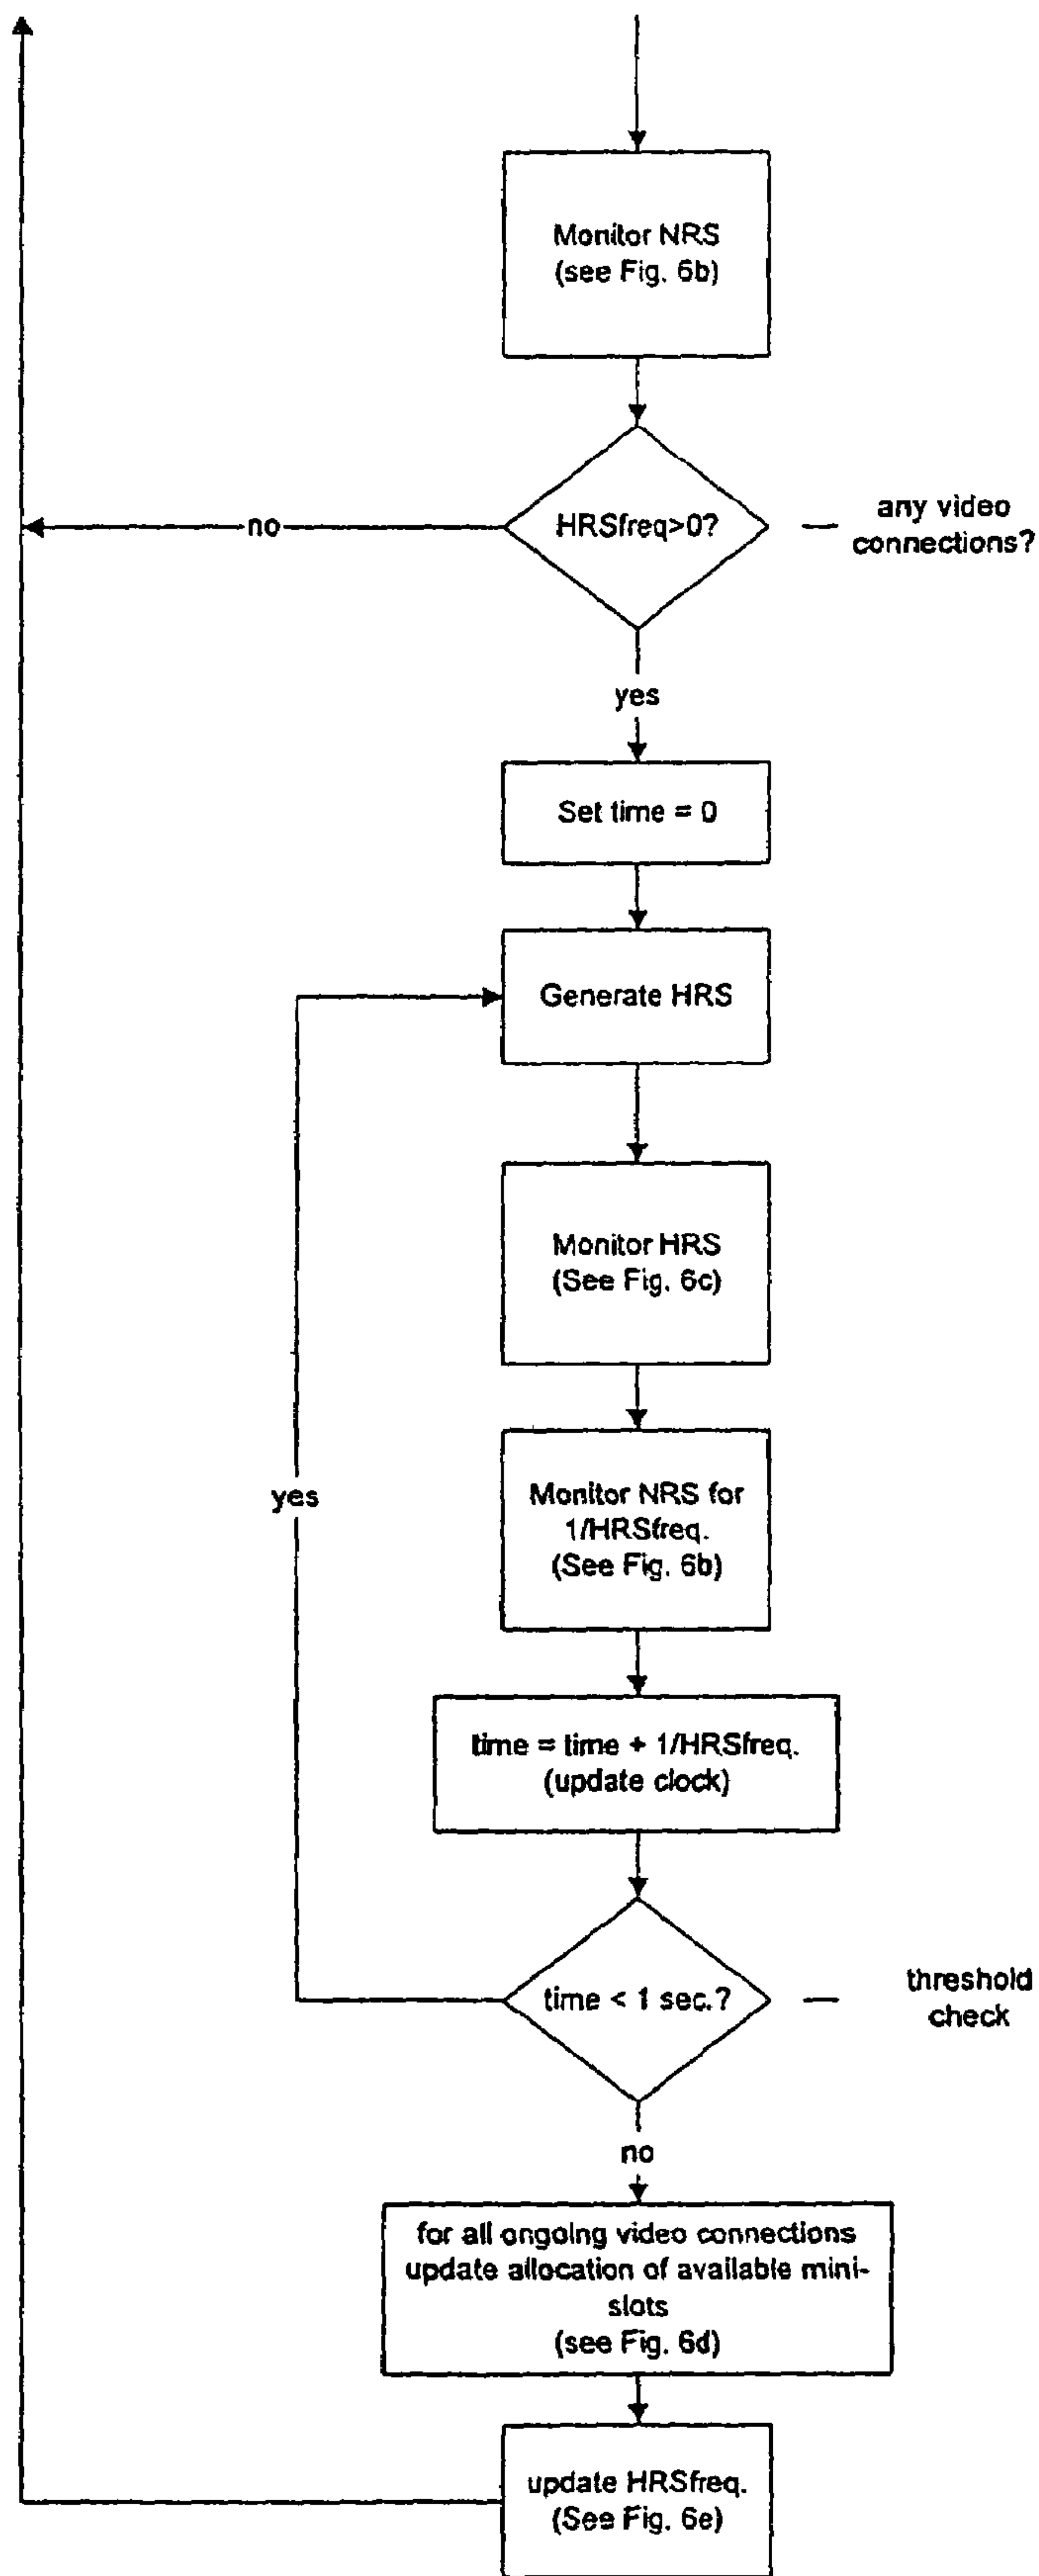 Monitor NRS
(see Fig. 6b)
HRSfreq>0?
any video
connections?
no
yes
Set time = 0
Generate HRS
Monitor HRS
(See Fig. 6c)
Monitor NRS for
1/HRSfreq.
(See Fig. 6b)
yes
time = time + 1/HRSfreq.
(update clock)
time < 1 sec.?
threshold
check
no
for all ongoing video connections
update allocation of available mini-
slots
(see Fig. 6d)
update HRSfreq.
(See Fig. 6e)